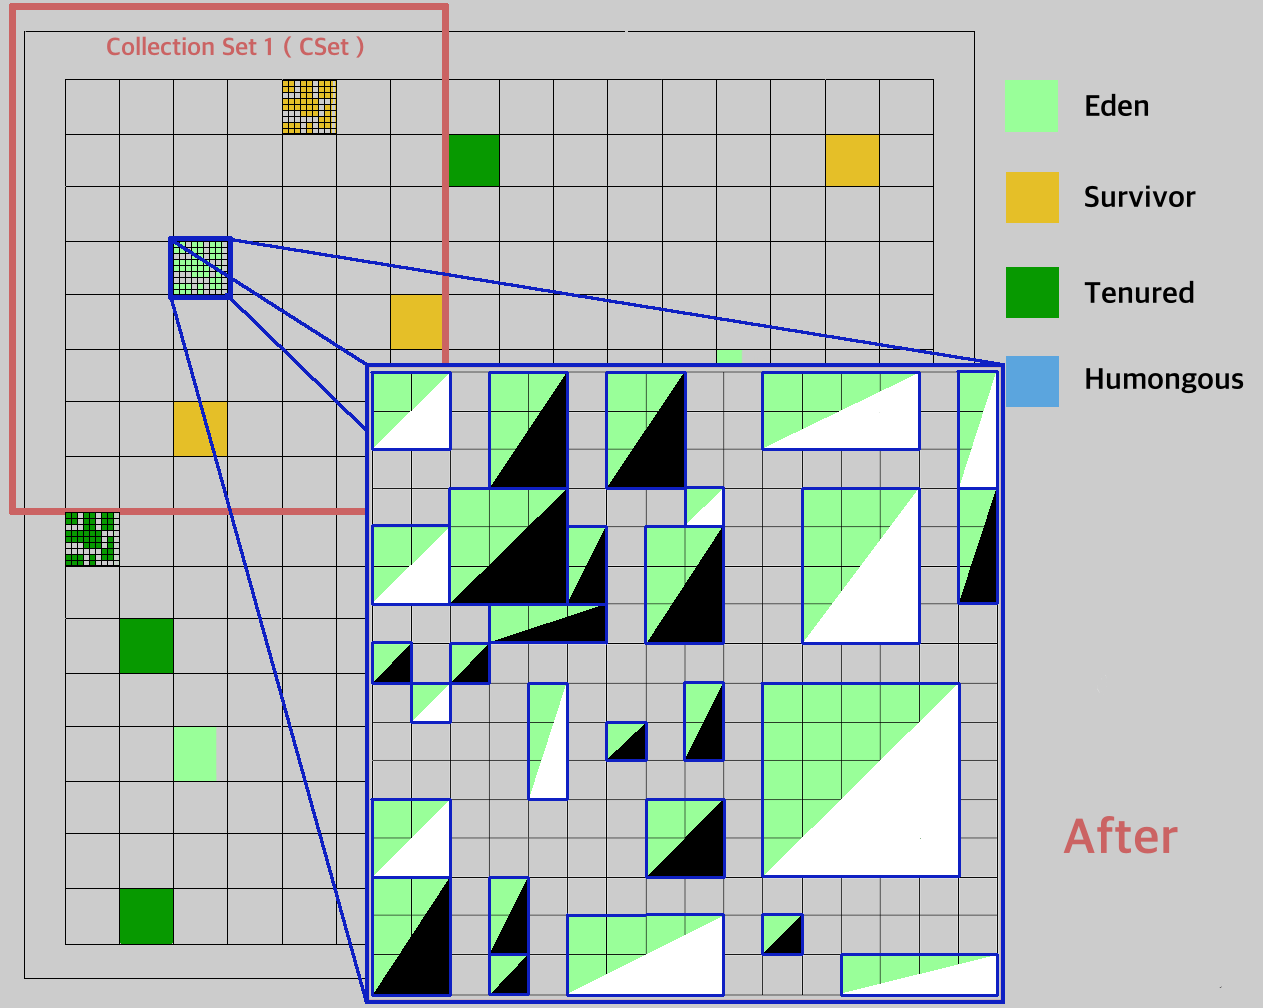 Collection Set 1 ( CSet )
Eden
Survivor
Tenured
Humongous
After